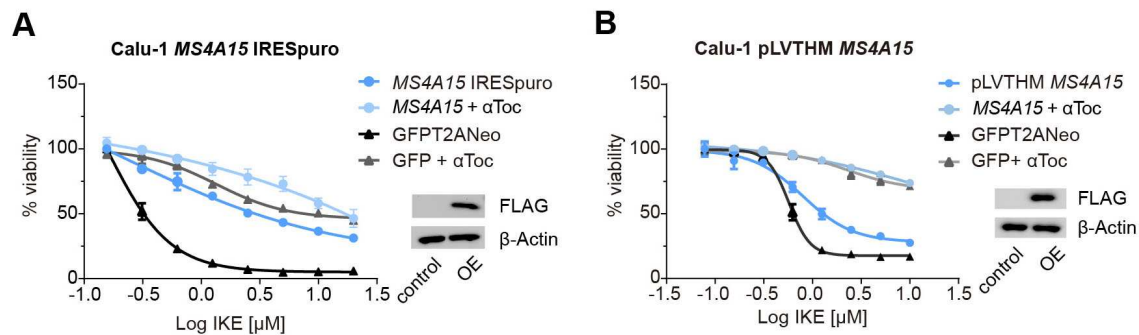 A
Calu-1 MS4A15 IRESpuro
150
100
50
0
% viability
-1.0 -0.5 0.0 0.5 1.0 1.5
Log IKE [µM]
MS4A15 IRESpuro
MS4A15 + αToc
GFPT2ANeo
GFP + αToc
FLAG
β-Actin
control
OE
B
Calu-1 pLVTHM MS4A15
150
100
50
0
% viability
-1.5 -1.0 -0.5 0.0 0.5 1.0 1.5
Log IKE [µM]
pLVTHM MS4A15
MS4A15 + αToc
GFPT2ANeo
GFP+ αToc
FLAG
β-Actin
control
OE